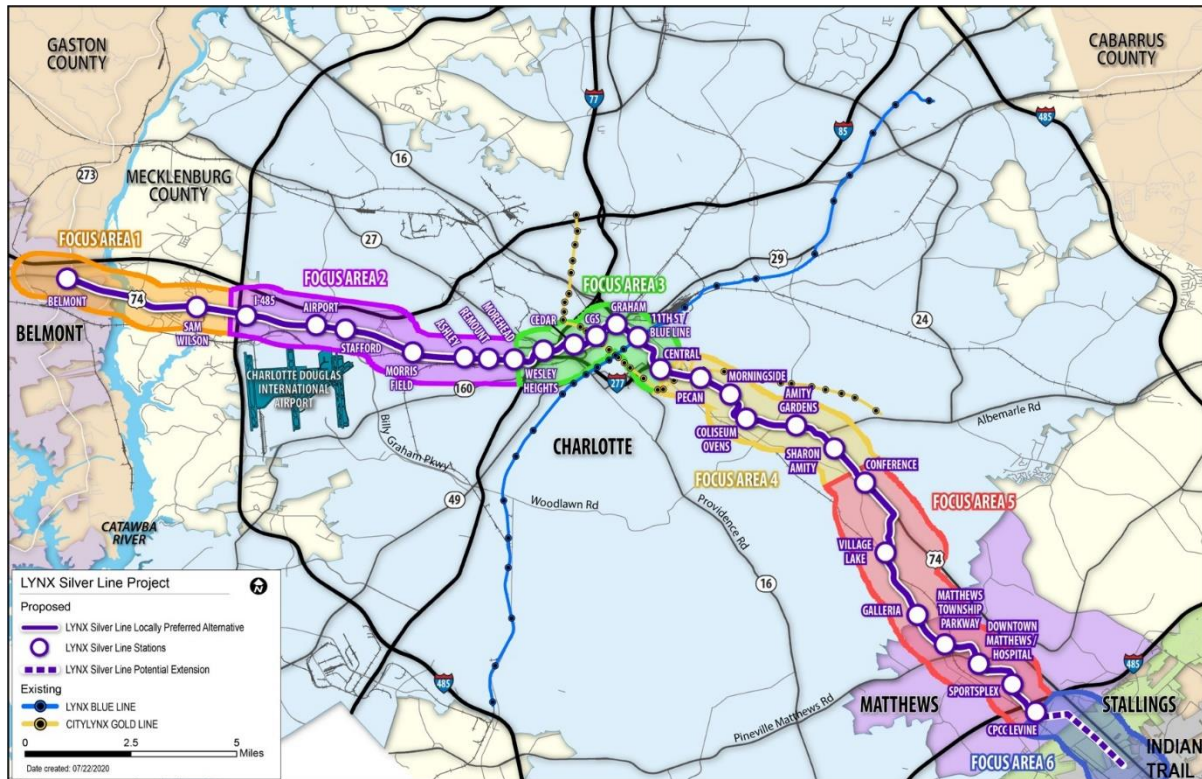 GASTON
COUNTY
CABARRUS
COUNTY
77
85
485
16
273
MECKLENBURG
COUNTY
27
29
24
FOCUS AREA 1
FOCUS AREA 2
FOCUS AREA 3
74
BELMONT
SAM
WILSON
I-485
AIRPORT
STAFFORD
MORRIS
FIELD
ASHLEY
REMOUNT
MOREHEAD
CEDAR
WESLEY
HEIGHTS
CGS
GRAHAM
11TH ST
BLUE LINE
CENTRAL
PECAN
MORNINGSIDE
COLISEUM
OVENS
AMITY
GARDENS
SHARON
AMITY
CONFERENCE
BELMONT
CHARLOTTE DOUGLAS
INTERNATIONAL
AIRPORT
160
277
Billy Graham Pkwy
CHARLOTTE
Albemarle Rd
FOCUS AREA 4
FOCUS AREA 5
49
Woodlawn Rd
Providence Rd
CATAWBA
RIVER
VILLAGE
LAKE
74
GALLERIA
MATTHEWS
TOWNSHIP
PARKWAY
DOWNTOWN
MATTHEWS/
HOSPITAL
16
485
485
SPORTSPLEX
MATTHEWS
STALLINGS
Pineville Matthews Rd
CPCC LEVINE
INDIAN
TRAIL
FOCUS AREA 6
LYNX Silver Line Project
N
Proposed
LYNX Silver Line Locally Preferred Alternative
LYNX Silver Line Stations
LYNX Silver Line Potential Extension
Existing
LYNX BLUE LINE
CITYLYNX GOLD LINE
0 2.5 5
Miles
Date created: 07/22/2020